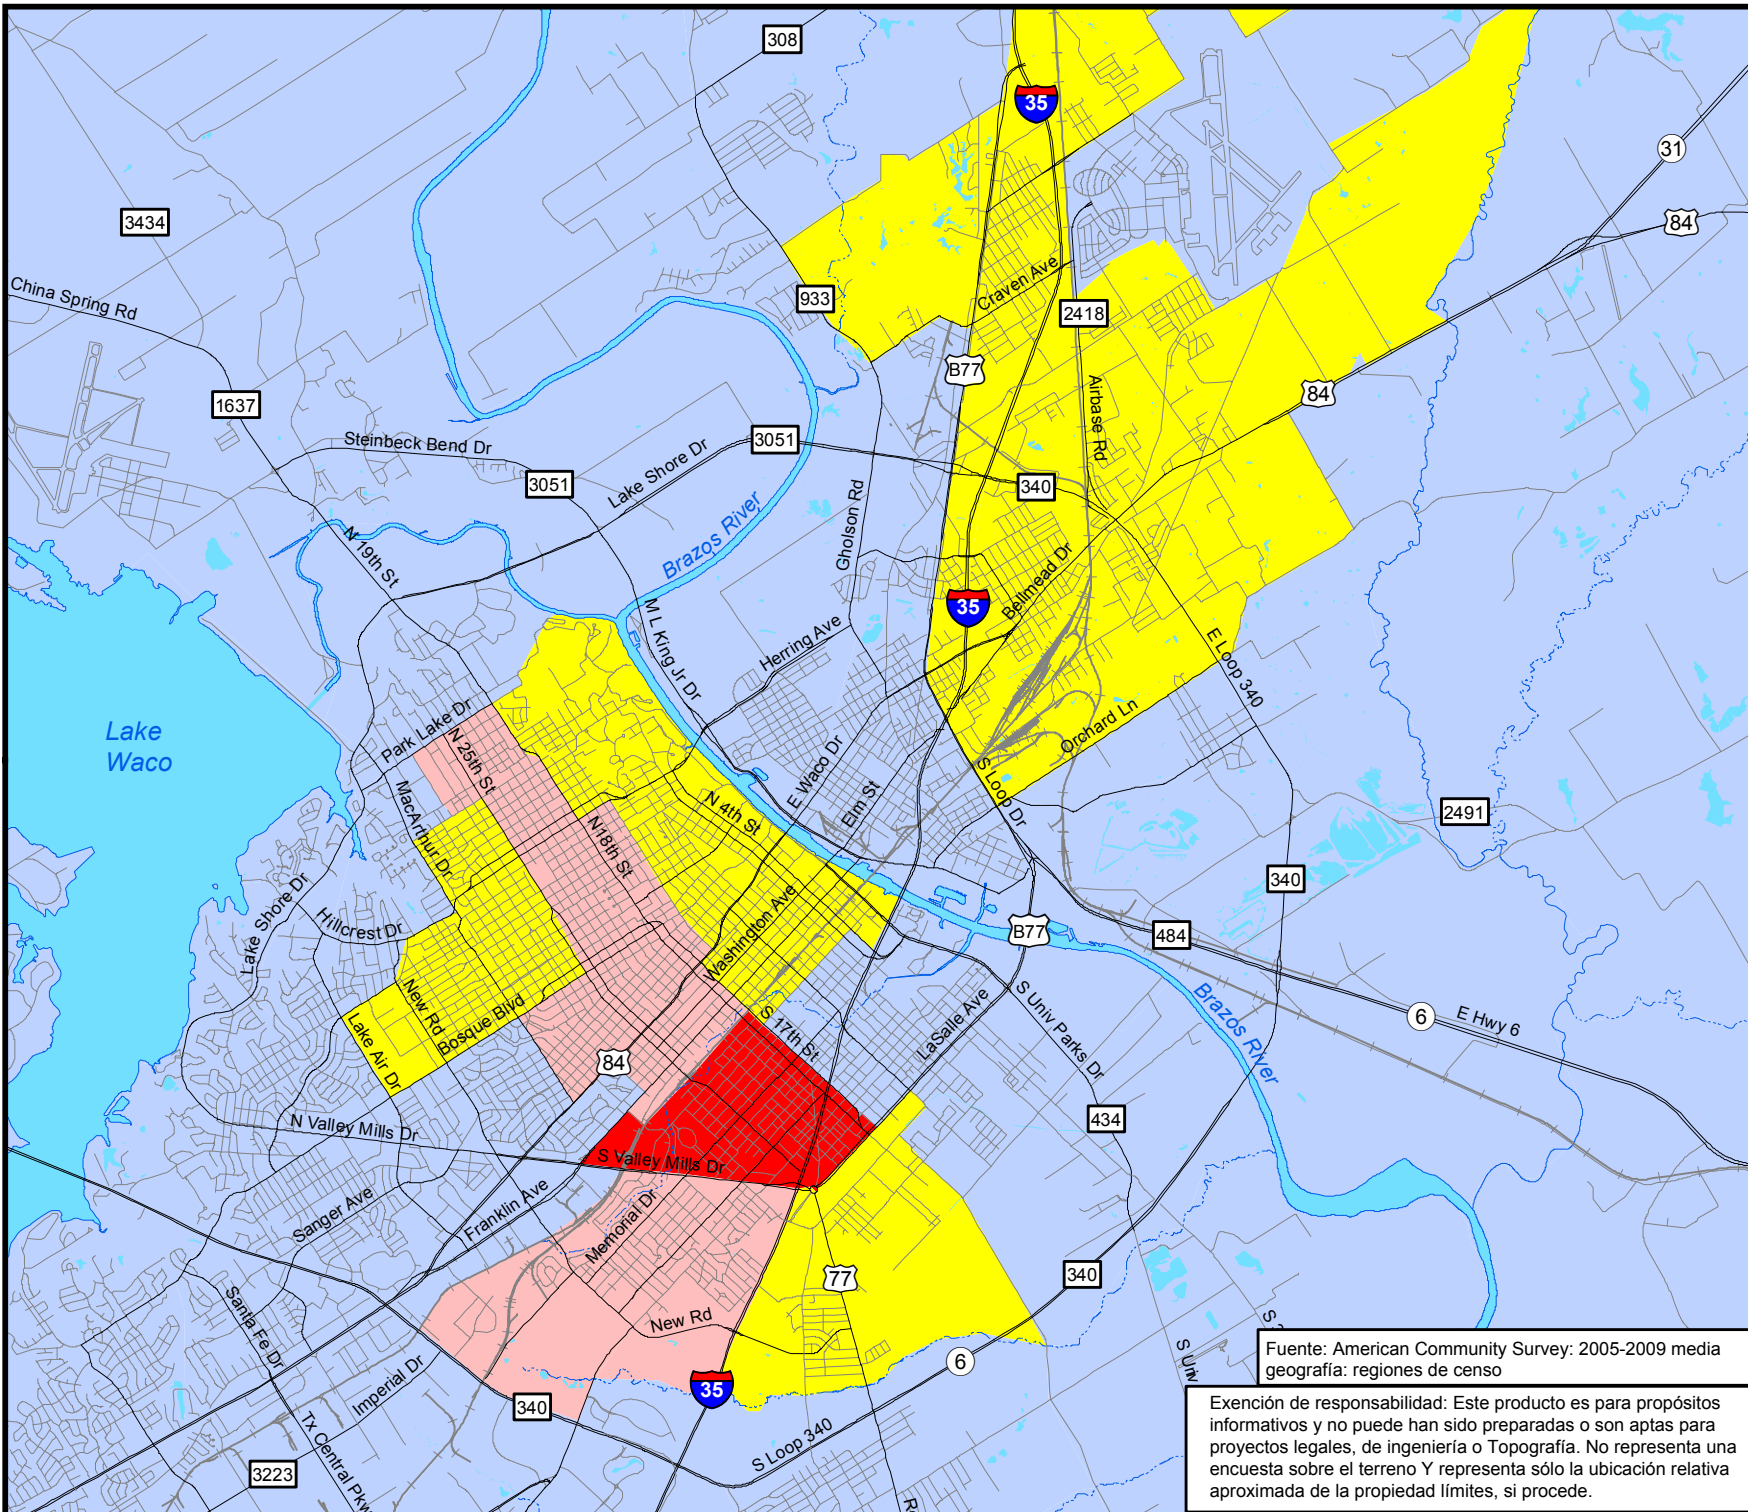 308
35
31
3434
84
China Spring Rd
933
Craven Ave
2418
B77
84
1637
Airbase Rd
Steinbeck Bend Dr
3051
Lake Shore Dr
3051
340
Brazos River
Gholson Rd
N 19th St
Bellmead Dr
35
M L King Jr Dr
Herring Ave
E Loop 340
Park Lake Dr
N 25th St
Orchard Ln
Lake
Waco
MacArthur Dr
E Waco Dr
Elm St
S Loop Dr
N 4th St
N18th St
2491
340
Lake Shore Dr
Hillcrest Dr
Washington Ave
B77
484
New Rd
Bosque Blvd
Lake Air Dr
S 17th St
LaSalle Ave
S Univ Parks Dr
Brazos River
6
E Hwy 6
84
434
N Valley Mills Dr
S Valley Mills Dr
Sanger Ave
Franklin Ave
Memorial Dr
77
340
Santa Fe Dr
New Rd
Imperial Dr
6
35
340
S Loop 340
Tx Central Pkw
3223
S Univ
Fuente: American Community Survey: 2005-2009 media
geografía: regiones de censo
Exención de responsabilidad: Este producto es para propósitos
informativos y no puede han sido preparadas o son aptas para
proyectos legales, de ingeniería o Topografía. No representa una
encuesta sobre el terreno Y representa sólo la ubicación relativa
aproximada de la propiedad límites, si procede.